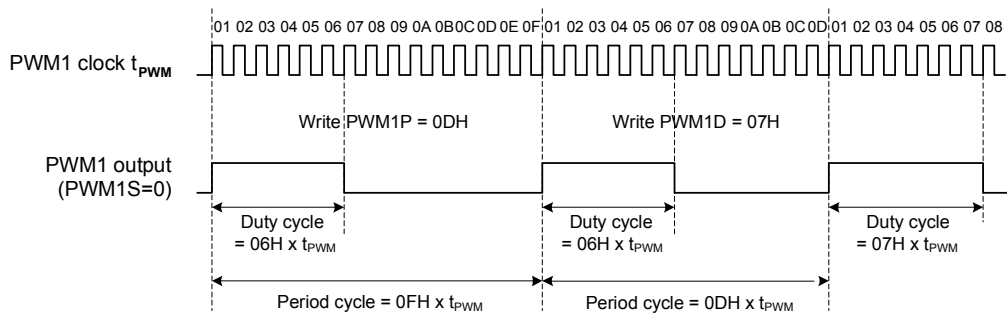 01 02 03 04 05 06 07 08 09 0A 0B 0C 0D 0E 0F 01 02 03 04 05 06 07 08 09 0A 0B 0C 0D 01 02 03 04 05 06 07 08
PWM1 clock tPWM
Write PWM1P = 0DH Write PWM1D = 07H
PWM1 output
(PWM1S=0)
Duty cycle Duty cycle Duty cycle
= 06H x tPWM = 06H x tPWM = 07H x tPWM
Period cycle = 0FH x tPWM Period cycle = 0DH x tPWM